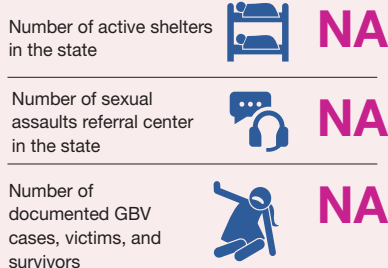 Number of active shelters
in the state
NA
Number of sexual
assaults referral center
in the state
NA
Number of
documented GBV
cases, victims, and
survivors
NA